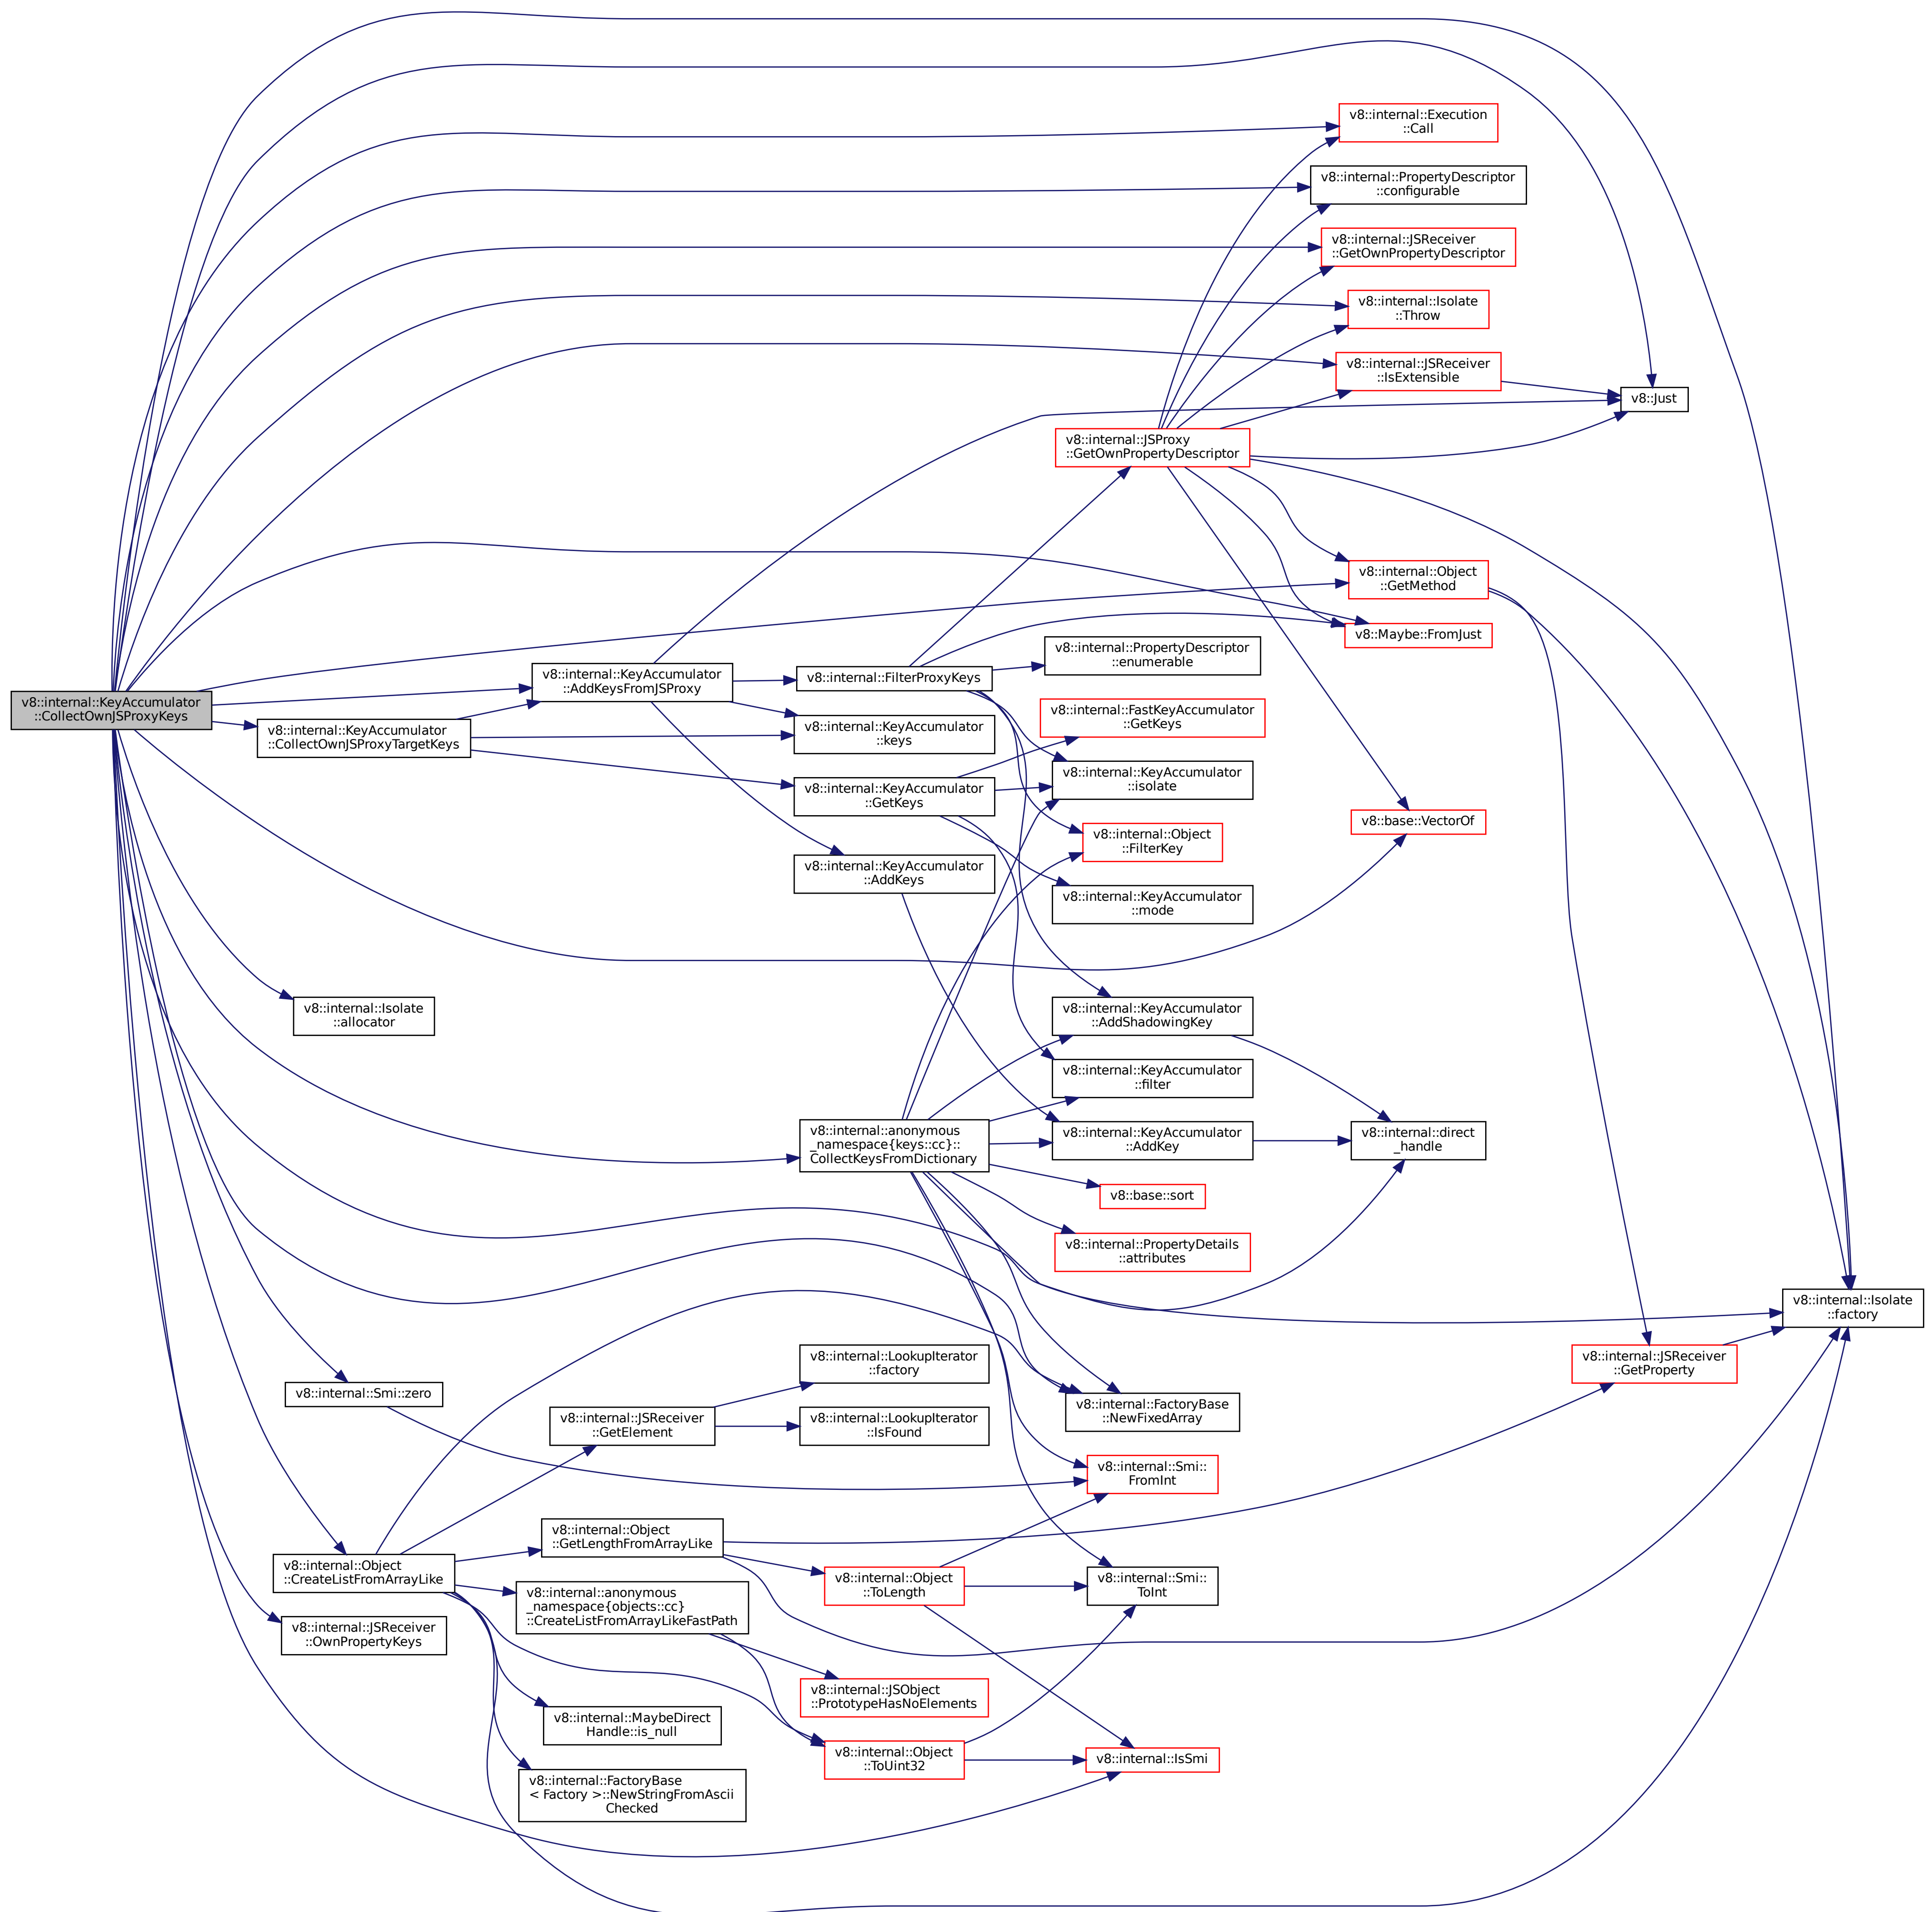 v8::internal::Execution
::Call
v8::internal::PropertyDescriptor
::configurable
v8::internal::JSReceiver
::GetOwnPropertyDescriptor
v8::internal::Isolate
::Throw
v8::internal::JSReceiver
::IsExtensible
v8::Just
v8::internal::JSProxy
::GetOwnPropertyDescriptor
v8::internal::Object
::GetMethod
v8::Maybe::FromJust
v8::internal::PropertyDescriptor
::enumerable
v8::internal::KeyAccumulator
::AddKeysFromJSProxy
v8::internal::FilterProxyKeys
v8::internal::KeyAccumulator
::CollectOwnJSProxyKeys
v8::internal::FastKeyAccumulator
::GetKeys
v8::internal::KeyAccumulator
::CollectOwnJSProxyTargetKeys
v8::internal::KeyAccumulator
::keys
v8::internal::KeyAccumulator
::isolate
v8::internal::KeyAccumulator
::GetKeys
v8::base::VectorOf
v8::internal::Object
::FilterKey
v8::internal::KeyAccumulator
::AddKeys
v8::internal::KeyAccumulator
::mode
v8::internal::Isolate
::allocator
v8::internal::KeyAccumulator
::AddShadowingKey
v8::internal::KeyAccumulator
::filter
v8::internal::anonymous
_namespace{keys::cc}::
CollectKeysFromDictionary
v8::internal::KeyAccumulator
::AddKey
v8::internal::direct
_handle
v8::base::sort
v8::internal::PropertyDetails
::attributes
v8::internal::Isolate
::factory
v8::internal::LookupIterator
::factory
v8::internal::JSReceiver
::GetProperty
v8::internal::Smi::zero
v8::internal::FactoryBase
::NewFixedArray
v8::internal::JSReceiver
::GetElement
v8::internal::LookupIterator
::IsFound
v8::internal::Smi::
FromInt
v8::internal::Object
::GetLengthFromArrayLike
v8::internal::Object
::CreateListFromArrayLike
v8::internal::Object
::ToLength
v8::internal::Smi::
ToInt
v8::internal::anonymous
_namespace{objects::cc}
::CreateListFromArrayLikeFastPath
v8::internal::JSReceiver
::OwnPropertyKeys
v8::internal::JSObject
::PrototypeHasNoElements
v8::internal::MaybeDirect
Handle::is_null
v8::internal::Object
::ToUint32
v8::internal::IsSmi
v8::internal::FactoryBase
< Factory >::NewStringFromAscii
Checked